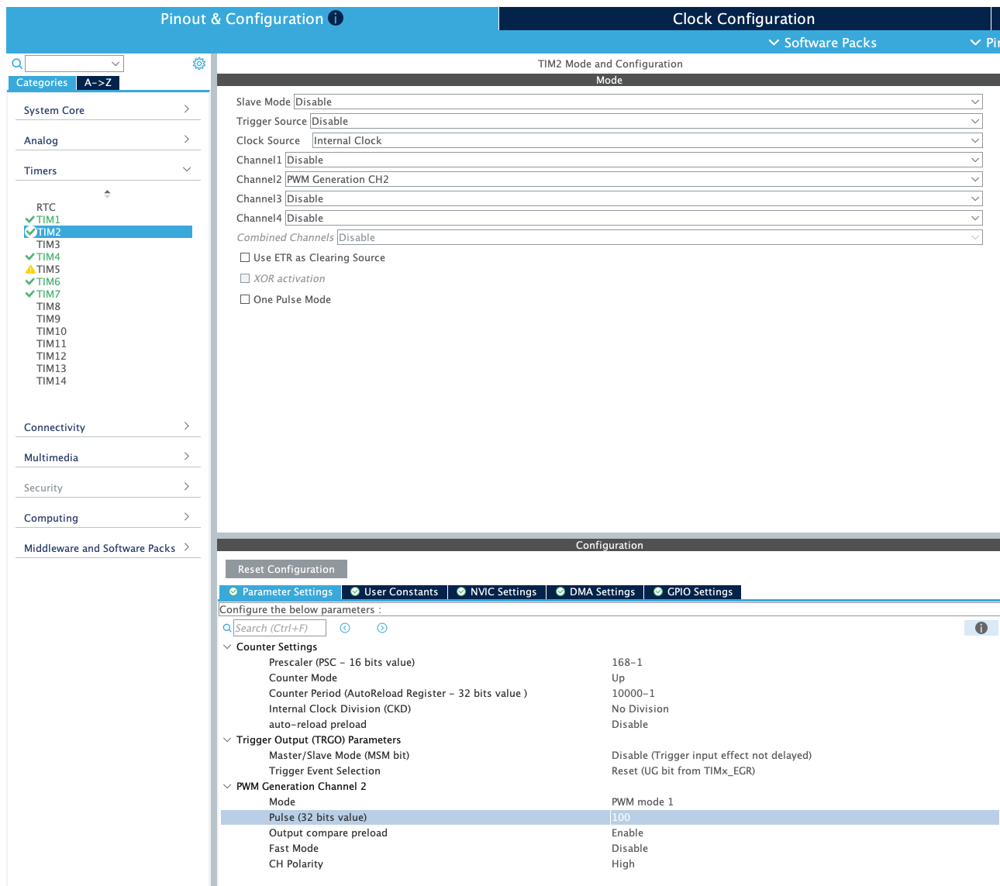 Pinout & Configuration
Clock Configuration
Software Packs
Pi
Categories
A->Z
System Core
Analog
Timers
RTC
TIM1
TIM2
TIM3
TIM4
TIM5
TIM6
TIM7
TIM8
TIM9
TIM10
TIM11
TIM12
TIM13
TIM14
Connectivity
Multimedia
Security
Computing
Middleware and Software Packs
TIM2 Mode and Configuration
Mode
Slave Mode Disable
Trigger Source Disable
Clock Source Internal Clock
Channel1 Disable
Channel2 PWM Generation CH2
Channel3 Disable
Channel4 Disable
Combined Channels Disable
Use ETR as Clearing Source
XOR activation
One Pulse Mode
Configuration
Reset Configuration
Parameter Settings
User Constants
NVIC Settings
DMA Settings
GPIO Settings
Configure the below parameters :
Search (Ctrl+F)
Counter Settings
Prescaler (PSC - 16 bits value) 168-1
Counter Mode Up
Counter Period (AutoReload Register - 32 bits value ) 10000-1
Internal Clock Division (CKD) No Division
auto-reload preload Disable
Trigger Output (TRGO) Parameters
Master/Slave Mode (MSM bit) Disable (Trigger input effect not delayed)
Trigger Event Selection Reset (UG bit from TIMx_EGR)
PWM Generation Channel 2
Mode PWM mode 1
Pulse (32 bits value) 100
Output compare preload Enable
Fast Mode Disable
CH Polarity High